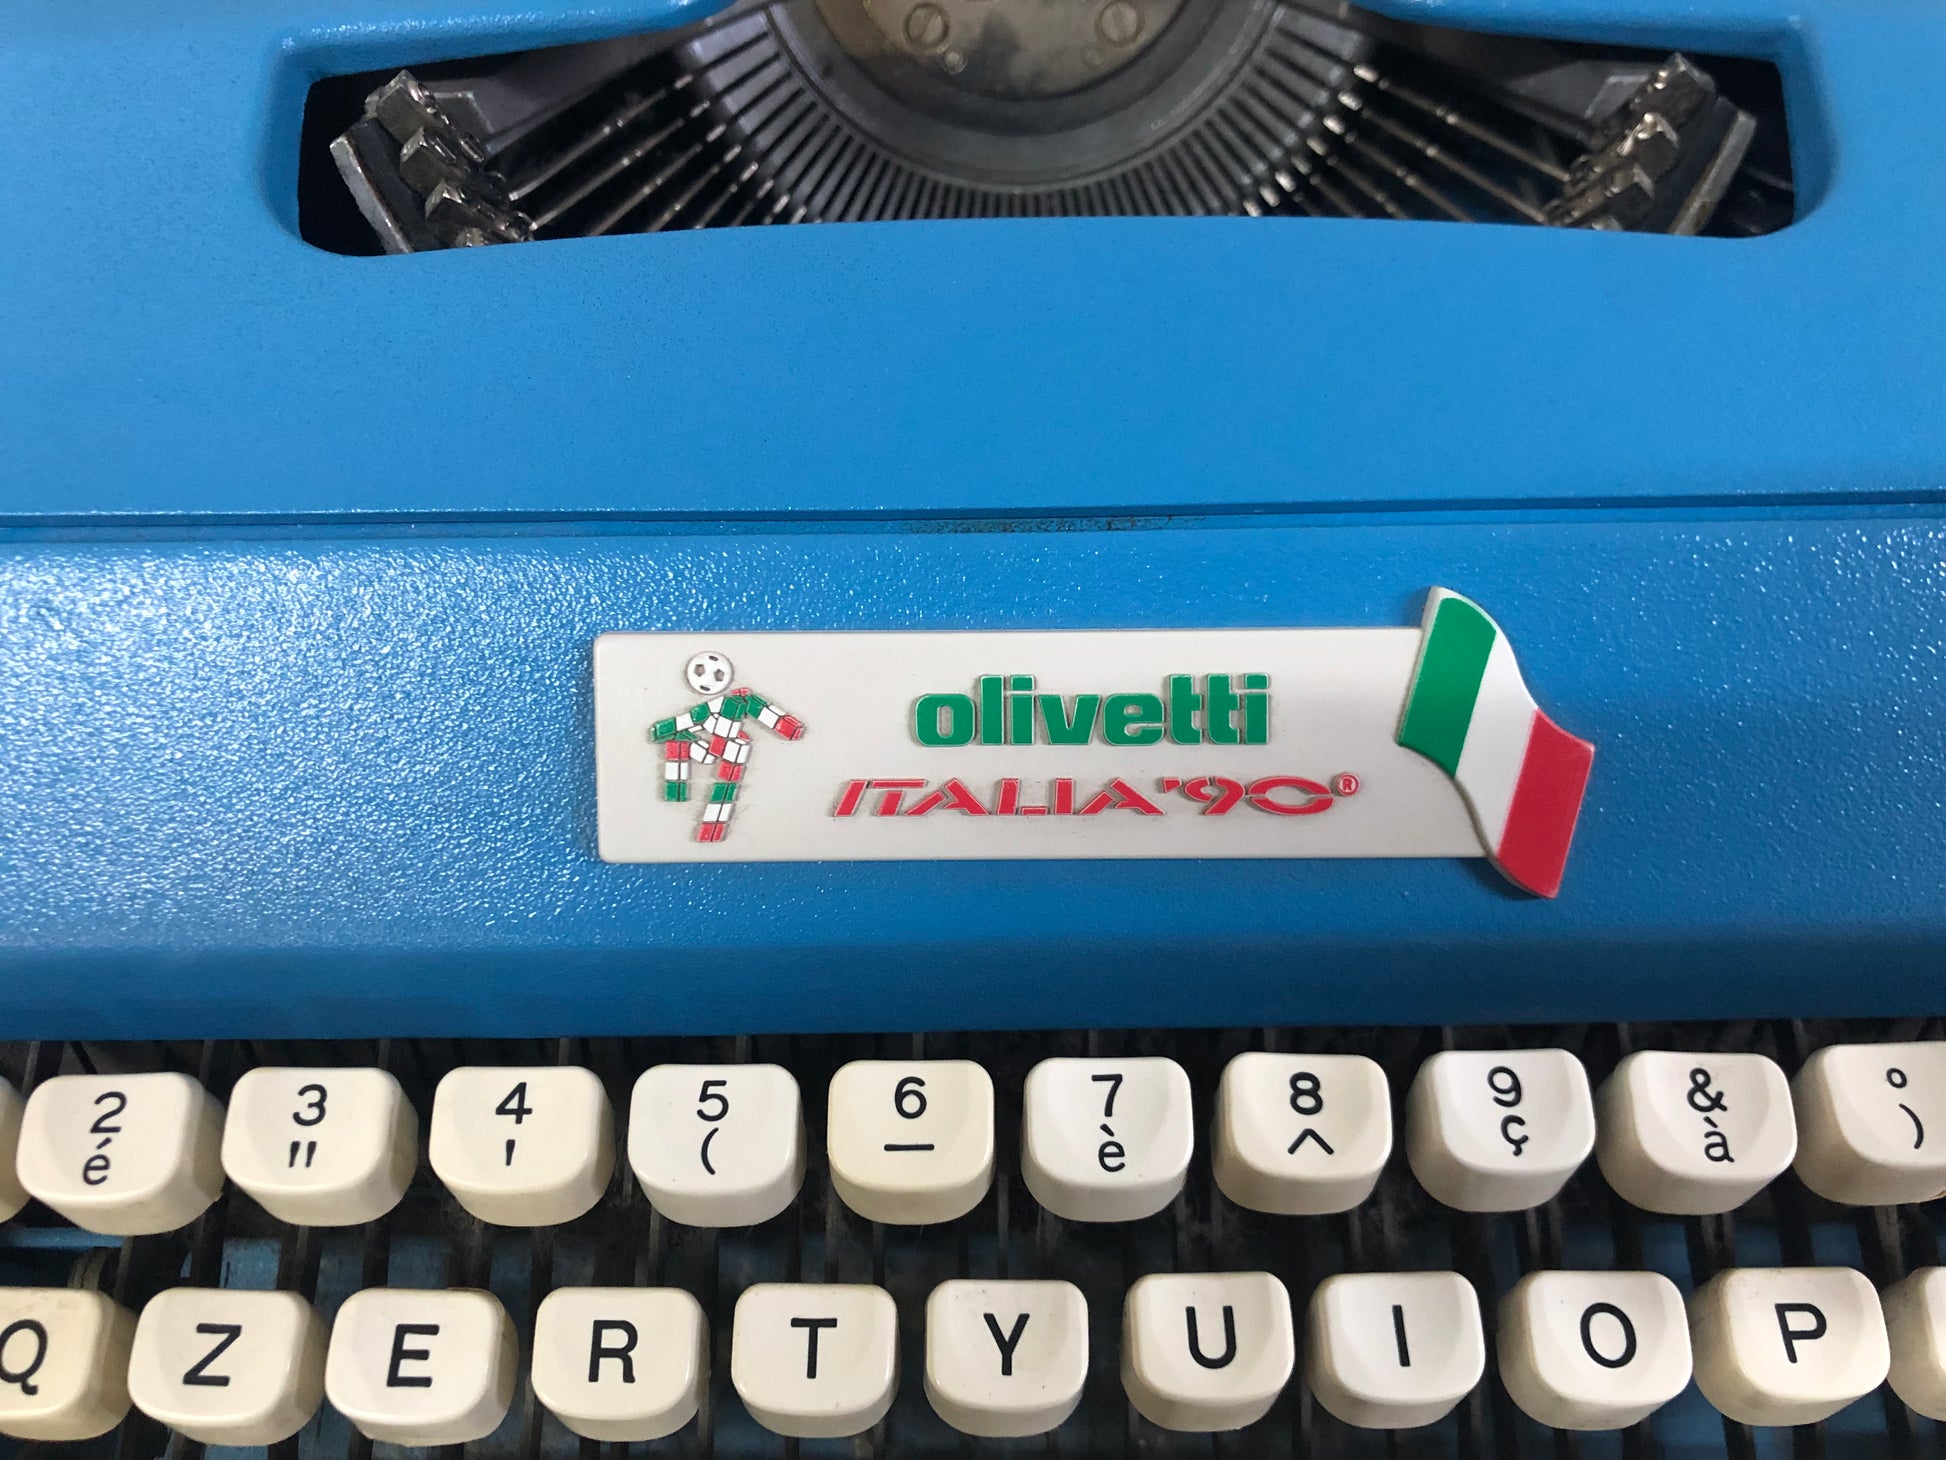 olivetti
ITALIA '90®
2 3 4 5 6 7 8 9 & °
é " ' ( _ è ^ ç à )
Q Z E R T Y U I O P